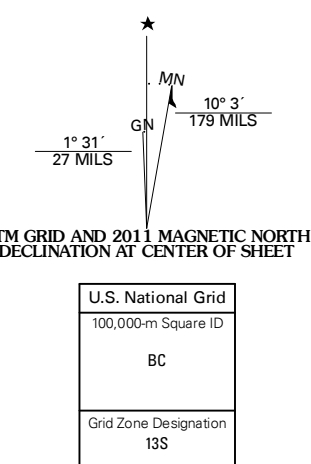 MN
GN
10° 3´
179 MILS
1° 31´
27 MILS
TM GRID AND 2011 MAGNETIC NORTH
DECLINATION AT CENTER OF SHEET
U.S. National Grid
100,000-m Square ID
BC
Grid Zone Designation
13S